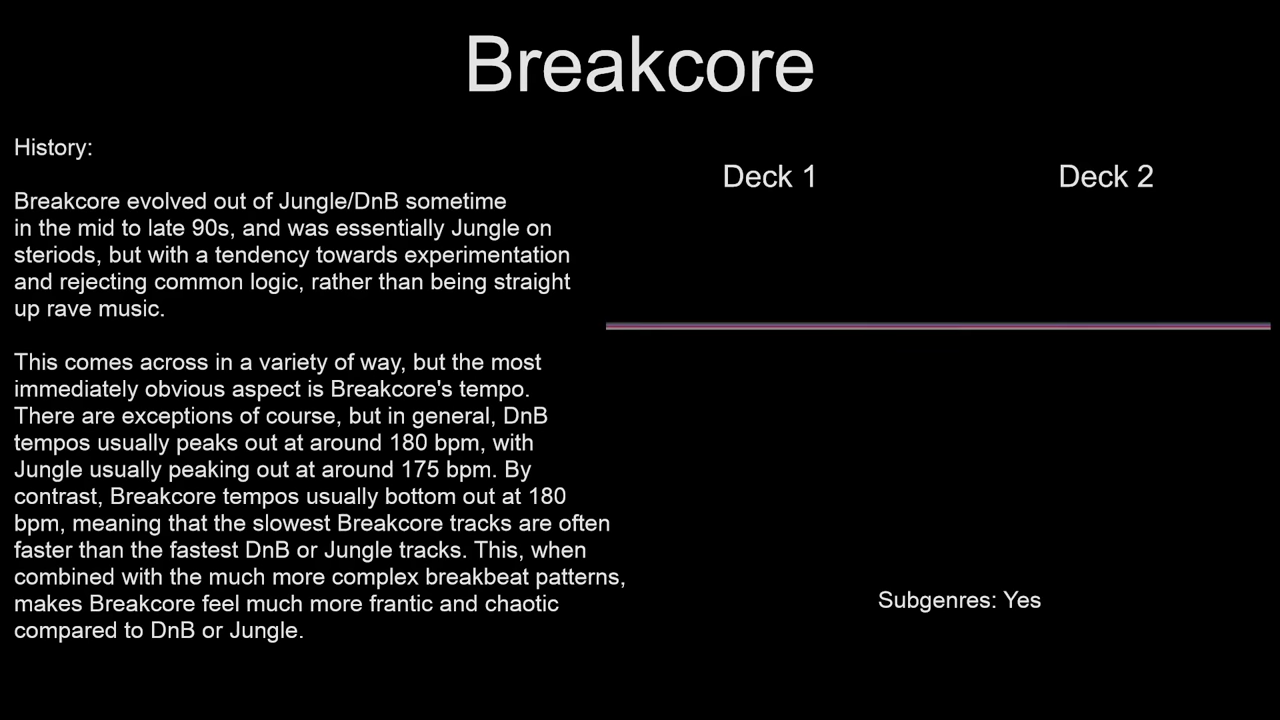 Breakcore
History:
Breakcore evolved out of Jungle/DnB sometime
in the mid to late 90s, and was essentially Jungle on
steriods, but with a tendency towards experimentation
and rejecting common logic, rather than being straight
up rave music.
This comes across in a variety of way, but the most
immediately obvious aspect is Breakcore's tempo.
There are exceptions of course, but in general, DnB
tempos usually peaks out at around 180 bpm, with
Jungle usually peaking out at around 175 bpm. By
contrast, Breakcore tempos usually bottom out at 180
bpm, meaning that the slowest Breakcore tracks are often
faster than the fastest DnB or Jungle tracks. This, when
combined with the much more complex breakbeat patterns,
makes Breakcore feel much more frantic and chaotic
compared to DnB or Jungle.
Deck 1
Deck 2
Subgenres: Yes